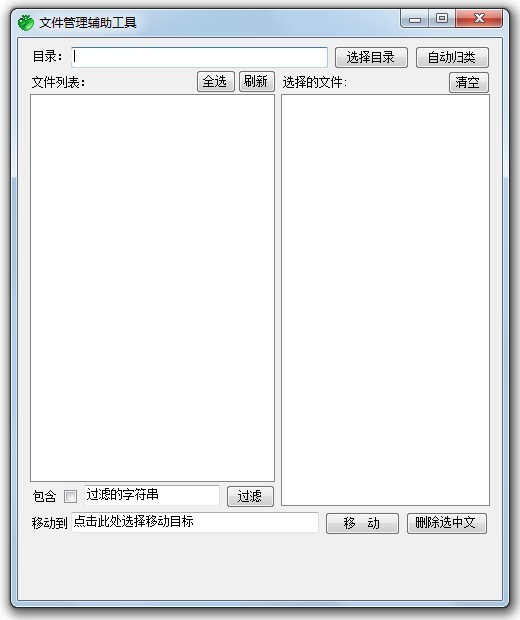 文件管理辅助工具
目录： 选择目录 自动归类
文件列表： 全选 刷新 选择的文件： 清空
包含 过滤的字符串 过滤
移动到 点击此处选择移动目标 移 动 删除选中文